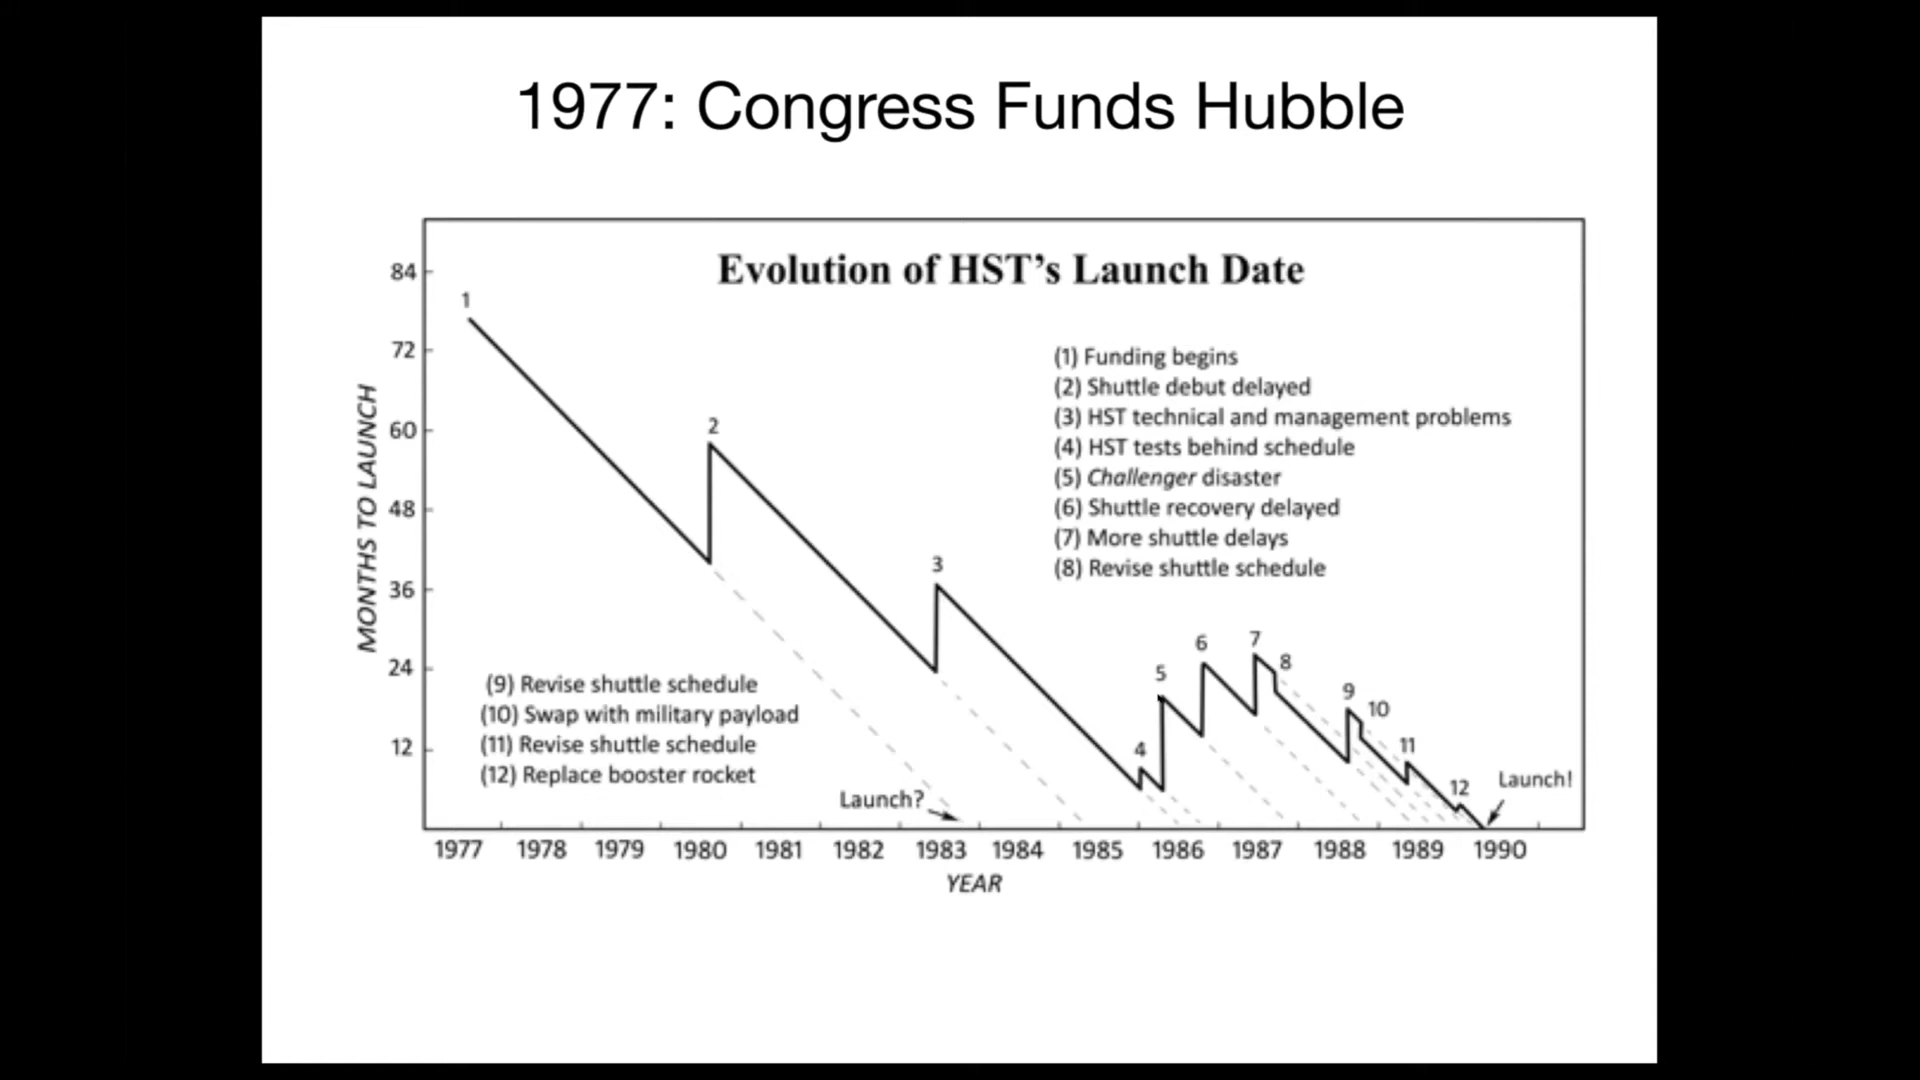 1977: Congress Funds Hubble
Evolution of HST's Launch Date
MONTHS TO LAUNCH
84
72
60
48
36
24
12
1
2
3
4
5
6
7
8
9
10
11
12
(1) Funding begins
(2) Shuttle debut delayed
(3) HST technical and management problems
(4) HST tests behind schedule
(5) Challenger disaster
(6) Shuttle recovery delayed
(7) More shuttle delays
(8) Revise shuttle schedule
(9) Revise shuttle schedule
(10) Swap with military payload
(11) Revise shuttle schedule
(12) Replace booster rocket
Launch?
Launch!
1977 1978 1979 1980 1981 1982 1983 1984 1985 1986 1987 1988 1989 1990
YEAR